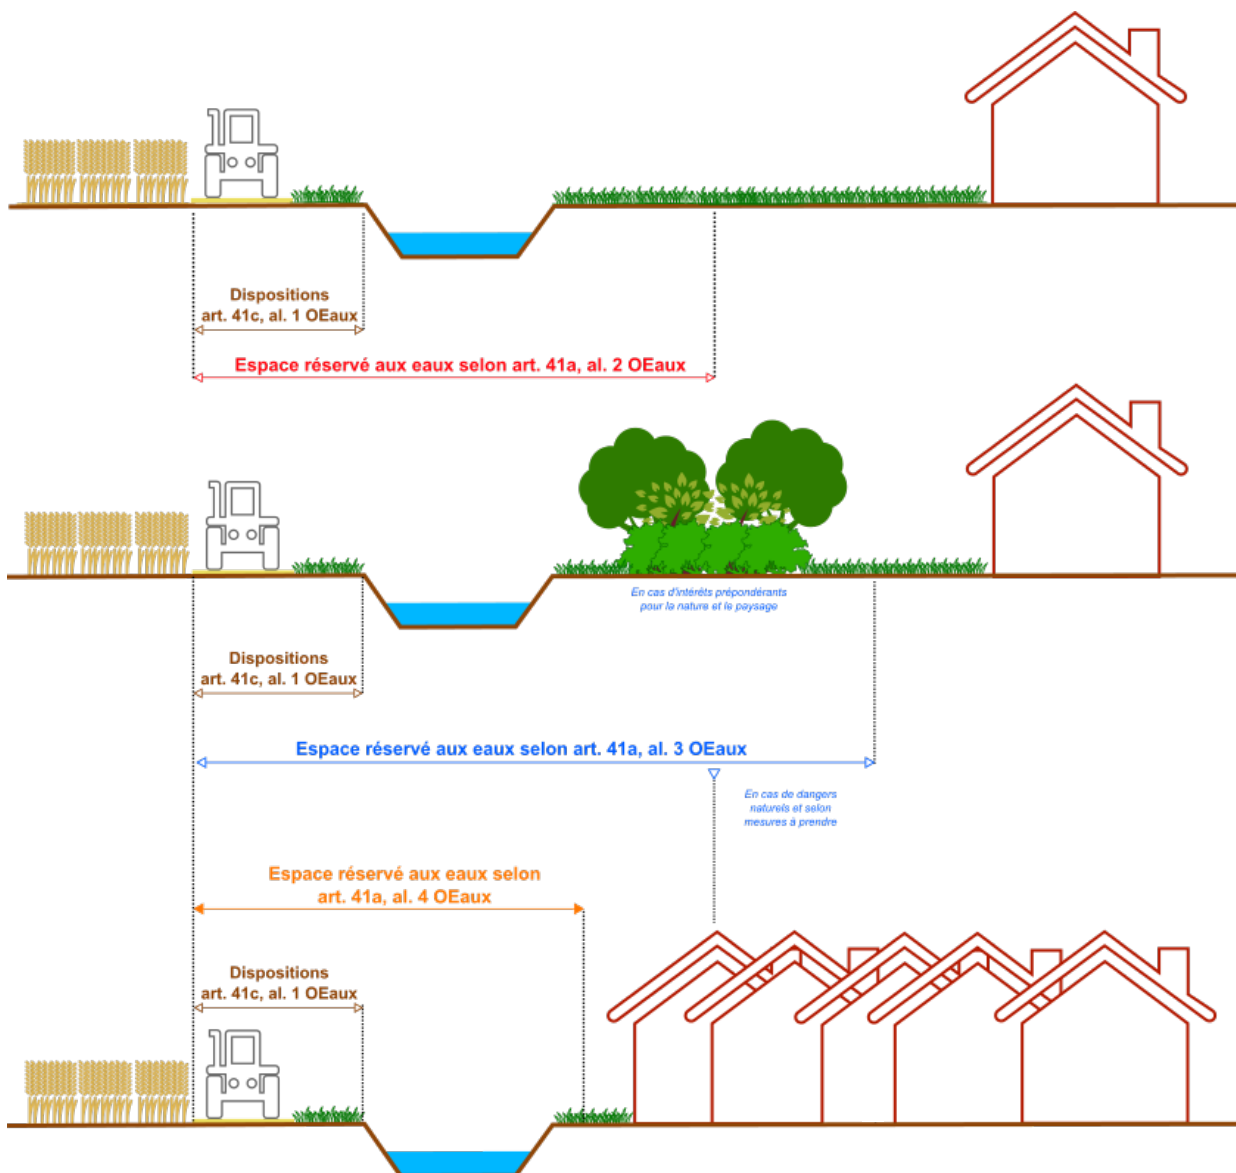 Dispositions
art. 41c, al. 1 OEaux
Espace réservé aux eaux selon art. 41a, al. 2 OEaux
En cas d'intérêts prépondérants
pour la nature et le paysage
Dispositions
art. 41c, al. 1 OEaux
Espace réservé aux eaux selon art. 41a, al. 3 OEaux
En cas de dangers
naturels et selon
mesures à prendre
Espace réservé aux eaux selon
art. 41a, al. 4 OEaux
Dispositions
art. 41c, al. 1 OEaux